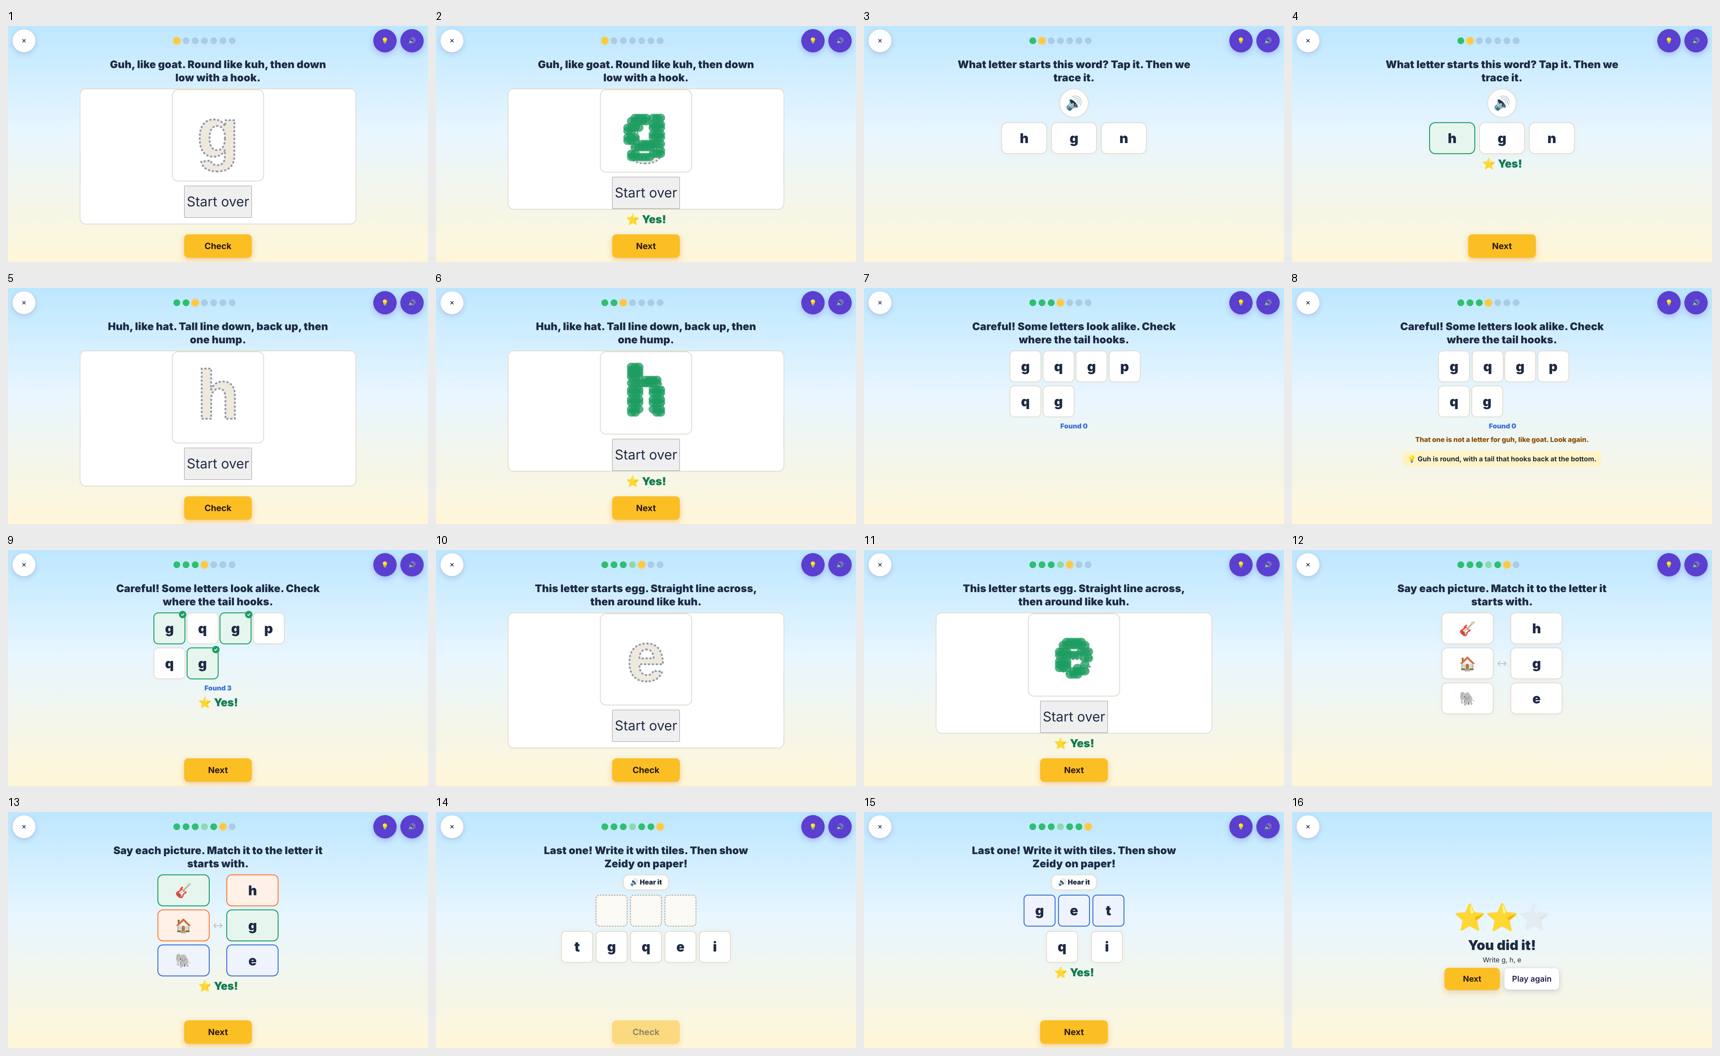 1
Guh, like goat. Round like kuh, then down
low with a hook.
g
Start over
Check
2
Guh, like goat. Round like kuh, then down
low with a hook.
g
Start over
Yes!
Next
3
What letter starts this word? Tap it. Then we
trace it.
h g n
4
What letter starts this word? Tap it. Then we
trace it.
h g n
Yes!
Next
5
Huh, like hat. Tall line down, back up, then
one hump.
h
Start over
Check
6
Huh, like hat. Tall line down, back up, then
one hump.
h
Start over
Yes!
Next
7
Careful! Some letters look alike. Check
where the tail hooks.
g q g p
q g
Found 0
8
Careful! Some letters look alike. Check
where the tail hooks.
g q g p
q g
Found 0
That one is not a letter for guh, like goat. Look again.
Guh is round, with a tail that hooks back at the bottom.
9
Careful! Some letters look alike. Check
where the tail hooks.
g q g p
q g
Found 3
Yes!
Next
10
This letter starts egg. Straight line across,
then around like kuh.
e
Start over
Check
11
This letter starts egg. Straight line across,
then around like kuh.
e
Start over
Yes!
Next
12
Say each picture. Match it to the letter it
starts with.
h
g
e
13
Say each picture. Match it to the letter it
starts with.
h
g
e
Yes!
Next
14
Last one! Write it with tiles. Then show
Zeidy on paper!
Hear it
t g q e i
Check
15
Last one! Write it with tiles. Then show
Zeidy on paper!
Hear it
g e t
q i
Yes!
Next
16
You did it!
Write g, h, e
Next Play again